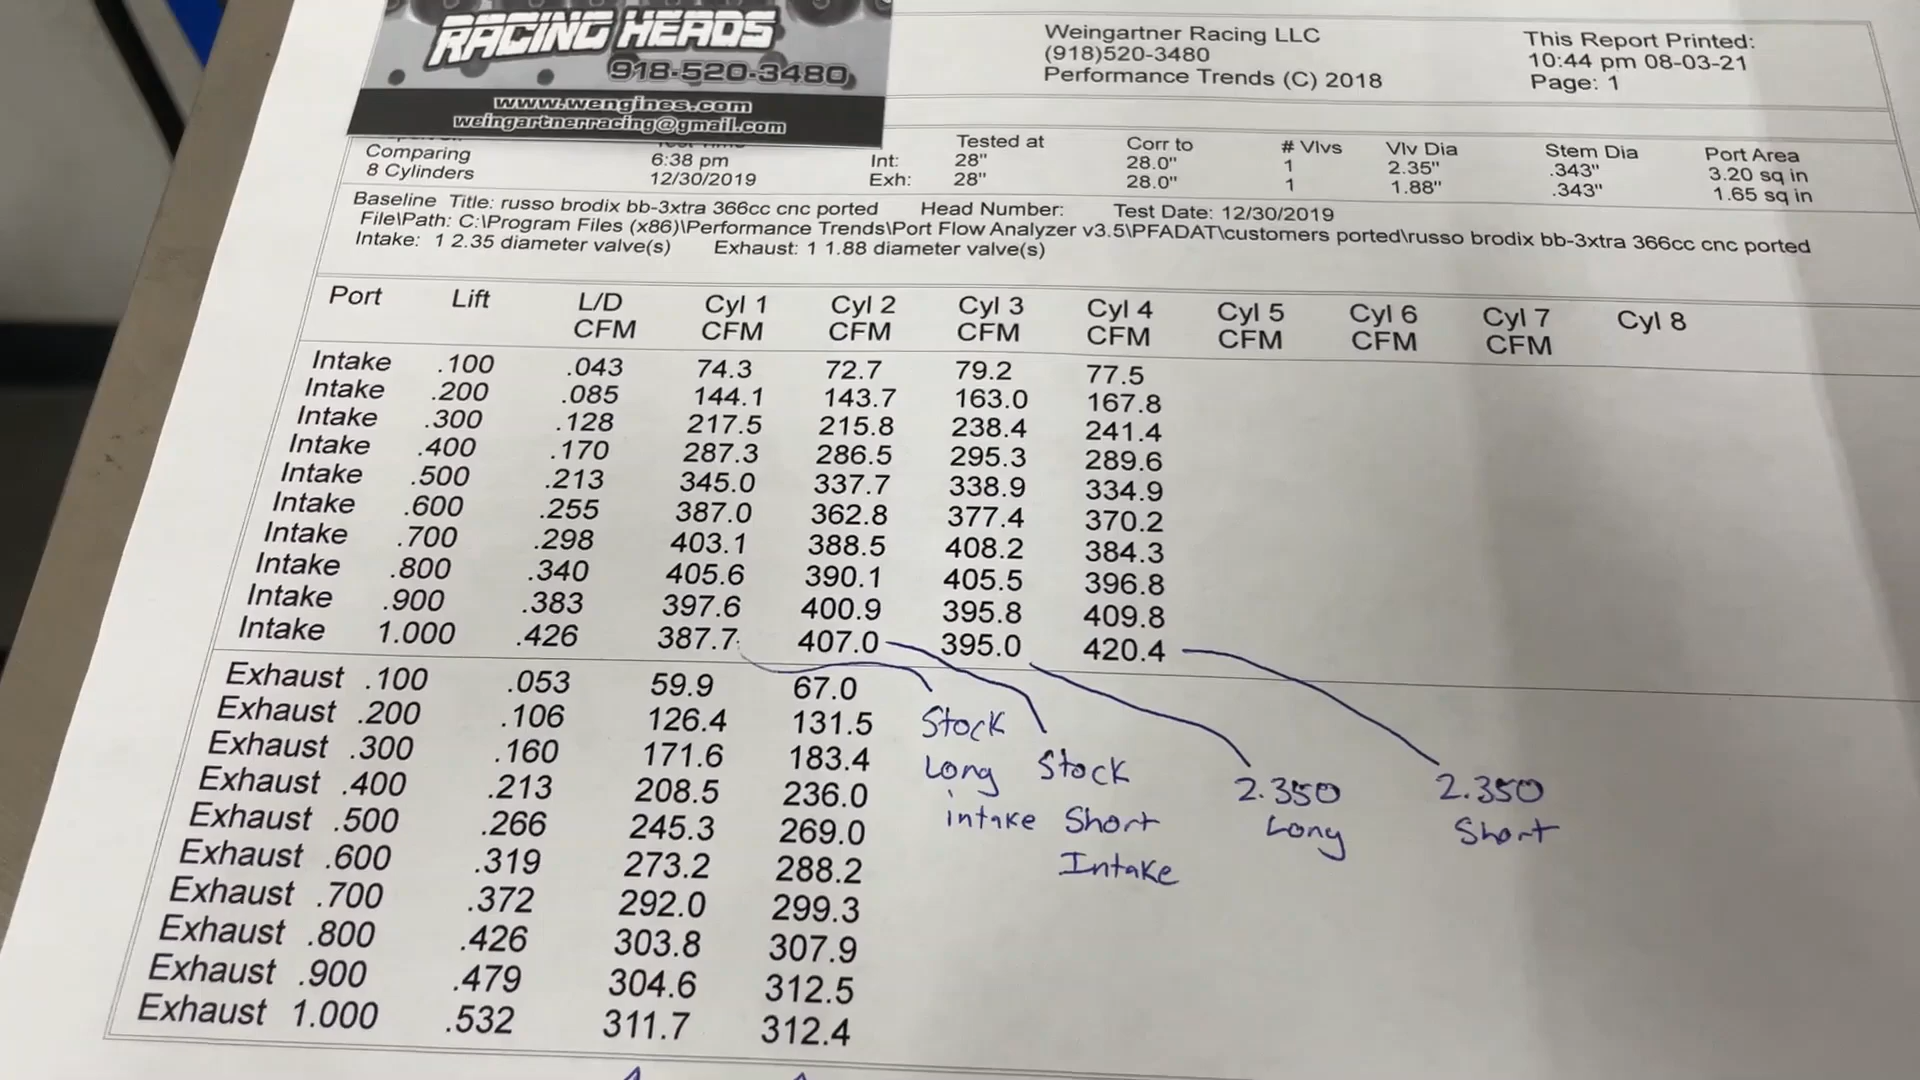 RACING HEADS
918-520-3480
www.wengines.com
weingartnerracing@gmail.com
Weingartner Racing LLC
(918)520-3480
Performance Trends (C) 2018
This Report Printed:
10:44 pm 08-03-21
Page: 1
Tested at Corr to # Vlvs Vlv Dia Stem Dia Port Area
Comparing 6:38 pm Int: 28" 28.0" 1 2.35" .343" 3.20 sq in
8 Cylinders 12/30/2019 Exh: 28" 28.0" 1 1.88" .343" 1.65 sq in
Baseline Title: russo brodix bb-3xtra 366cc cnc ported Head Number: Test Date: 12/30/2019
File\Path: C:\Program Files (x86)\Performance Trends\Port Flow Analyzer v3.5\PFADAT\customers ported\russo brodix bb-3xtra 366cc cnc ported
Intake: 1 2.35 diameter valve(s) Exhaust: 1 1.88 diameter valve(s)
Port Lift L/D Cyl 1 Cyl 2 Cyl 3 Cyl 4 Cyl 5 Cyl 6 Cyl 7 Cyl 8
CFM CFM CFM CFM CFM CFM CFM CFM
Intake .100 .043 74.3 72.7 79.2 77.5
Intake .200 .085 144.1 143.7 163.0 167.8
Intake .300 .128 217.5 215.8 238.4 241.4
Intake .400 .170 287.3 286.5 295.3 289.6
Intake .500 .213 345.0 337.7 338.9 334.9
Intake .600 .255 387.0 362.8 377.4 370.2
Intake .700 .298 403.1 388.5 408.2 384.3
Intake .800 .340 405.6 390.1 405.5 396.8
Intake .900 .383 397.6 400.9 395.8 409.8
Intake 1.000 .426 387.7 407.0 395.0 420.4
Exhaust .100 .053 59.9 67.0
Exhaust .200 .106 126.4 131.5
Exhaust .300 .160 171.6 183.4
Exhaust .400 .213 208.5 236.0
Exhaust .500 .266 245.3 269.0
Exhaust .600 .319 273.2 288.2
Exhaust .700 .372 292.0 299.3
Exhaust .800 .426 303.8 307.9
Exhaust .900 .479 304.6 312.5
Exhaust 1.000 .532 311.7 312.4
Stock
Long
intake
Stock
Short
Intake
2.350
Long
2.350
Short